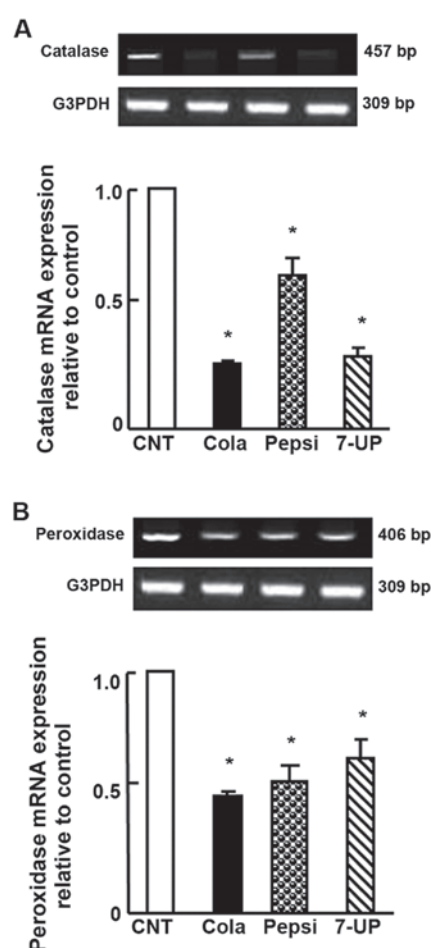 A
Catalase 457 bp
G3PDH 309 bp
Catalase mRNA expression
relative to control
1.0
*
*
*
0.5
0
CNT Cola Pepsi 7-UP
B
Peroxidase 406 bp
G3PDH 309 bp
Peroxidase mRNA expression
relative to control
1.0
*
*
*
0.5
0
CNT Cola Pepsi 7-UP